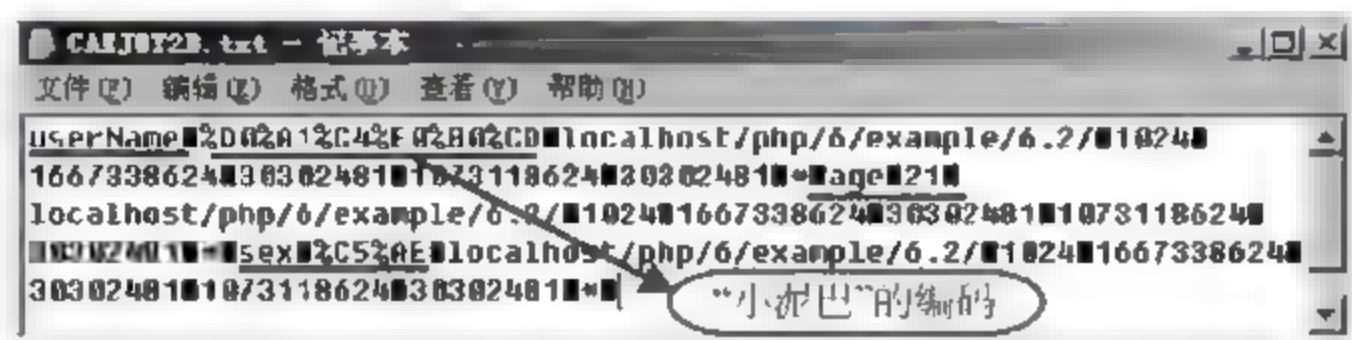 CARJOT2B.txt - 记事本
文件(F) 编辑(E) 格式(O) 查看(V) 帮助(H)
userName■%D0%A1%C4%E0%B0%CD■localhost/php/6/example/6.2/■1024■
1667338624■30302481■1073118624■30302481■*■age■21■
localhost/php/6/example/6.2/■1024■1667338624■30302481■1073118624■
30302481■*■sex■%C5%AE■localhost/php/6/example/6.2/■1024■1667338624■
30302481■1073118624■30302481■*■
“小泥巴”的编码